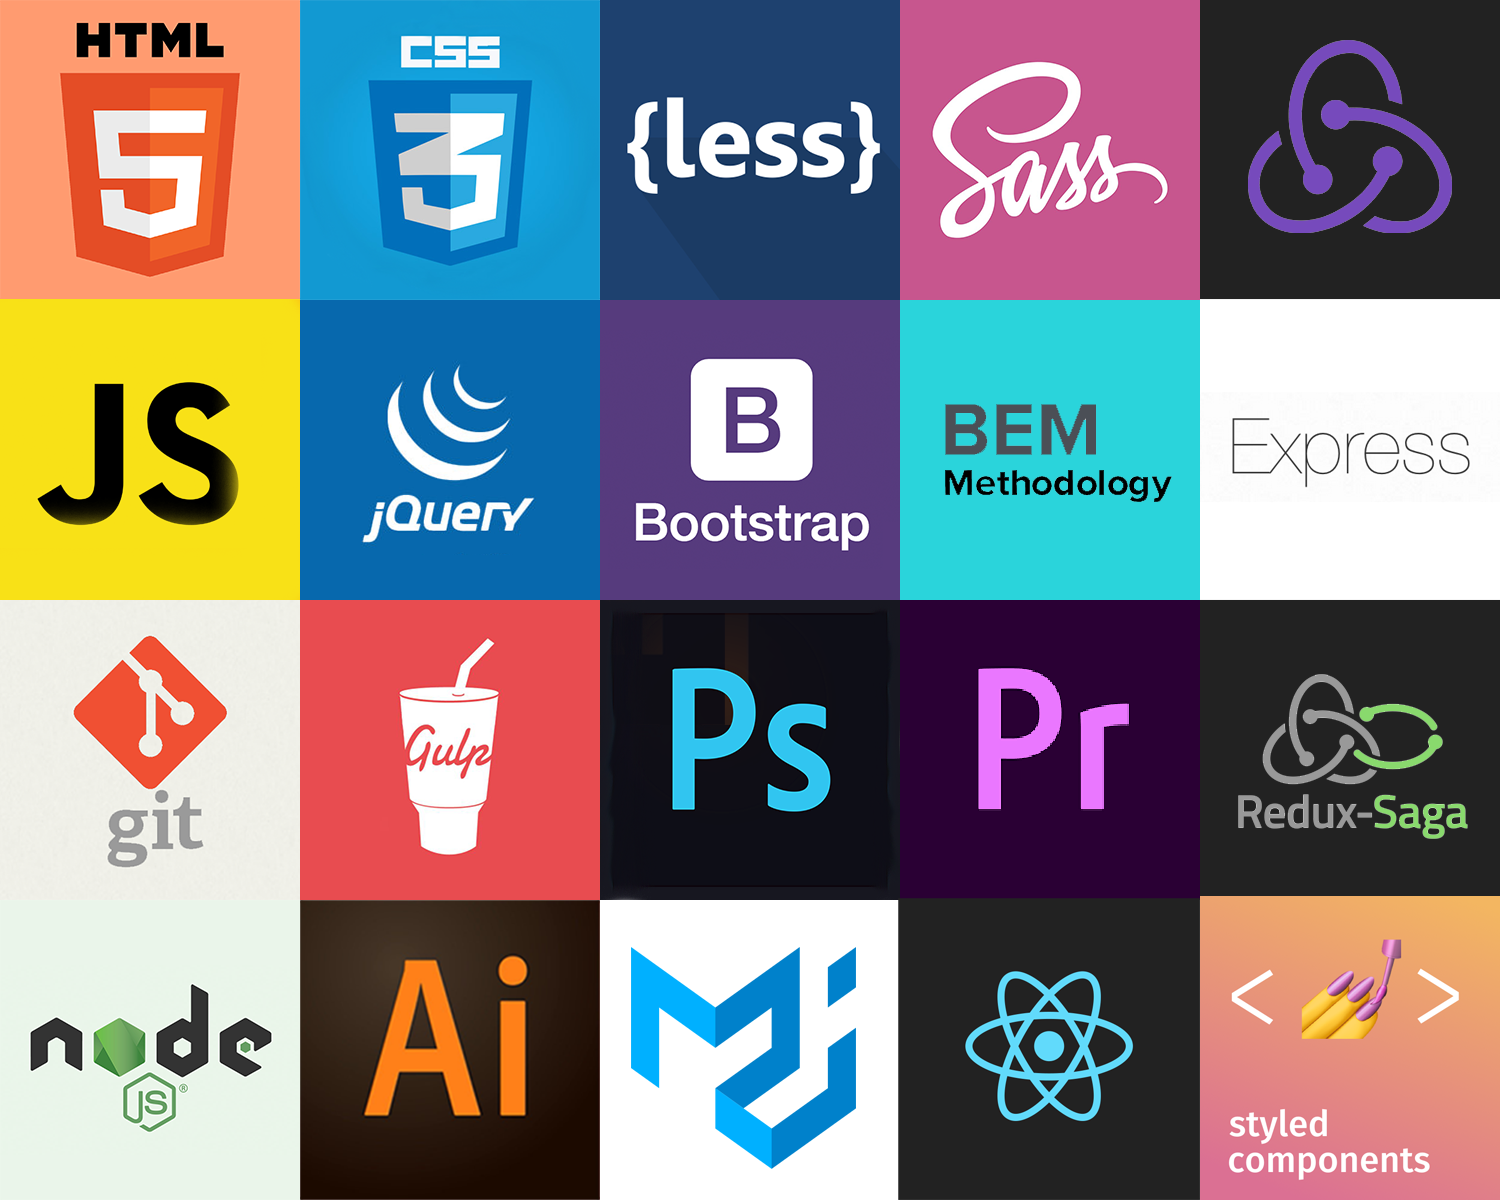 HTML
5
CSS
3
{less}
Sass
JS
jQuery
B
Bootstrap
BEM
Methodology
Express
git
Gulp
Ps
Pr
Redux-Saga
node
JS®
Ai
< >
styled
components